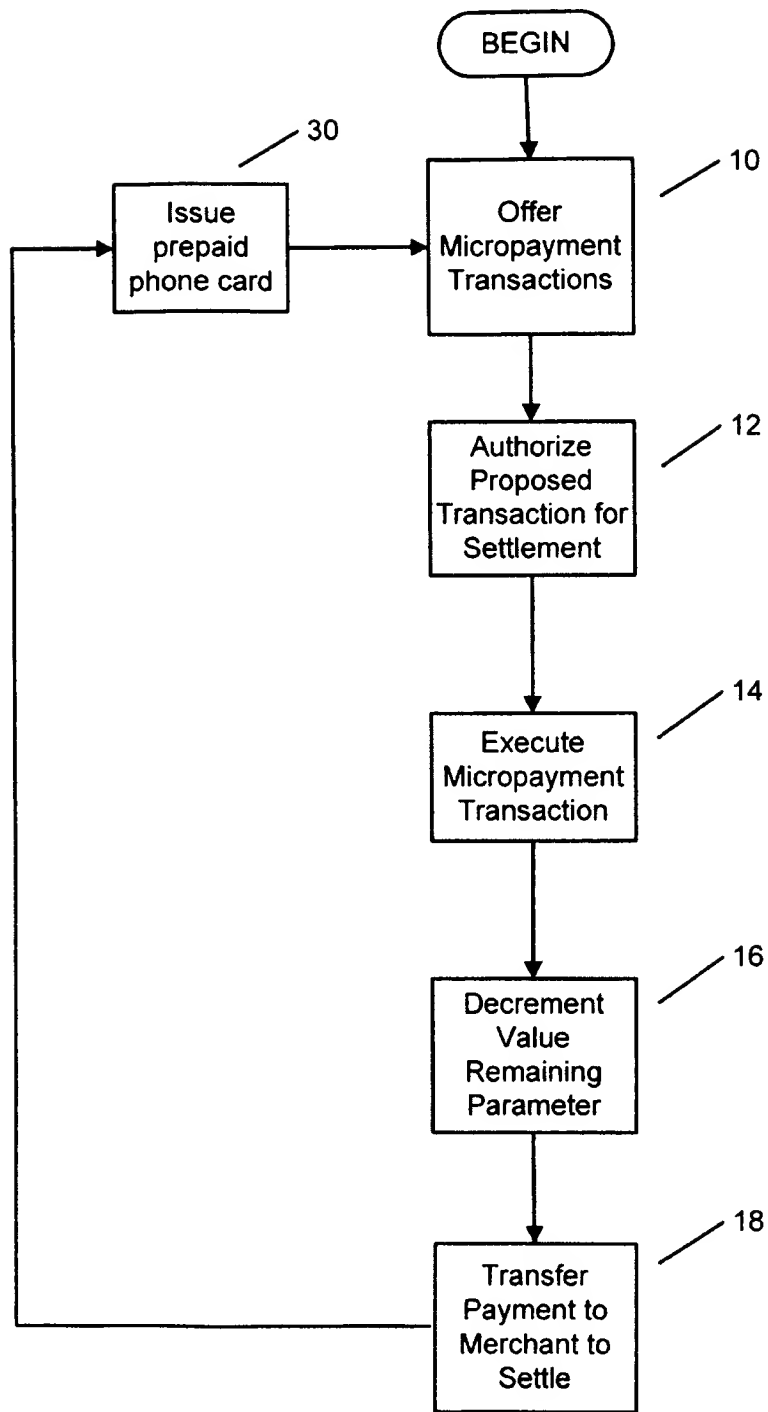 BEGIN
30
Issue
prepaid
phone card
10
Offer
Micropayment
Transactions
12
Authorize
Proposed
Transaction for
Settlement
14
Execute
Micropayment
Transaction
16
Decrement
Value
Remaining
Parameter
18
Transfer
Payment to
Merchant to
Settle